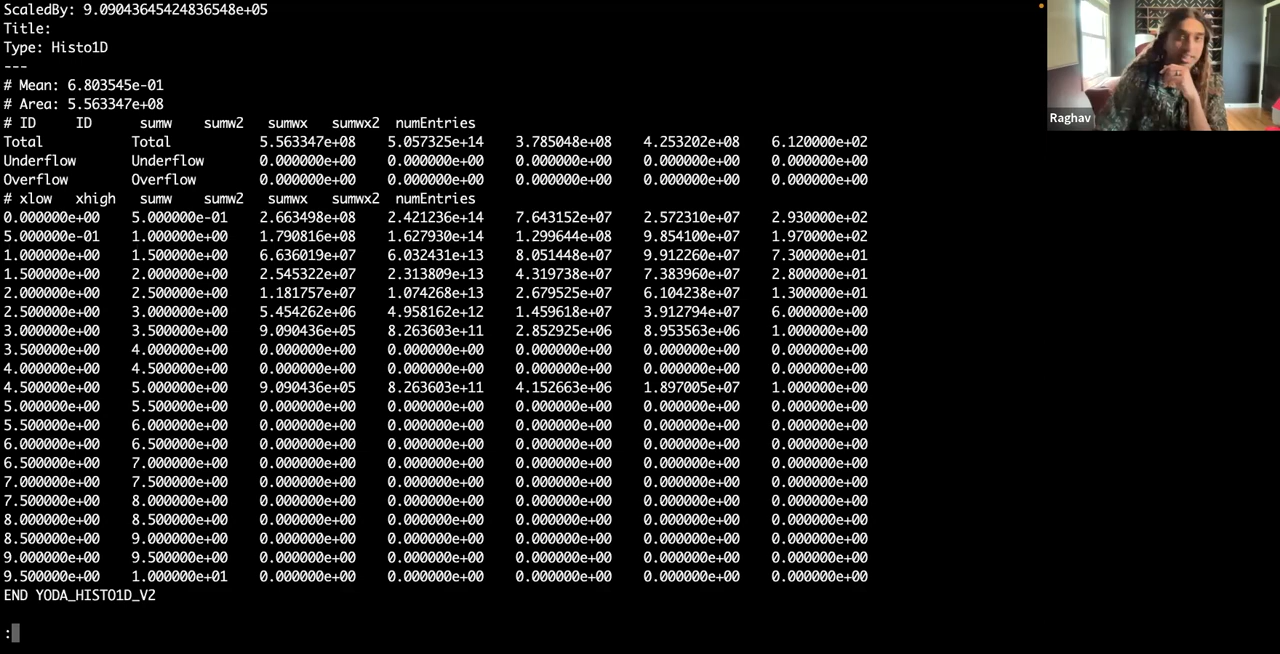 ScaledBy: 9.09043645424836548e+05
Title:
Type: Histo1D
---
# Mean: 6.803545e-01
# Area: 5.563347e+08
# ID ID sumw sumw2 sumwx sumwx2 numEntries
Total Total 5.563347e+08 5.057325e+14 3.785048e+08 4.253202e+08 6.120000e+02
Underflow Underflow 0.000000e+00 0.000000e+00 0.000000e+00 0.000000e+00 0.000000e+00
Overflow Overflow 0.000000e+00 0.000000e+00 0.000000e+00 0.000000e+00 0.000000e+00
# xlow xhigh sumw sumw2 sumwx sumwx2 numEntries
0.000000e+00 5.000000e-01 2.663498e+08 2.421236e+14 7.643152e+07 2.572310e+07 2.930000e+02
5.000000e-01 1.000000e+00 1.790816e+08 1.627930e+14 1.299644e+08 9.854100e+07 1.970000e+02
1.000000e+00 1.500000e+00 6.636019e+07 6.032431e+13 8.051448e+07 9.912260e+07 7.300000e+01
1.500000e+00 2.000000e+00 2.545322e+07 2.313809e+13 4.319738e+07 7.383960e+07 2.800000e+01
2.000000e+00 2.500000e+00 1.181757e+07 1.074268e+13 2.679525e+07 6.104238e+07 1.300000e+01
2.500000e+00 3.000000e+00 5.454262e+06 4.958162e+12 1.459618e+07 3.912794e+07 6.000000e+00
3.000000e+00 3.500000e+00 9.090436e+05 8.263603e+11 2.852925e+06 8.953563e+06 1.000000e+00
3.500000e+00 4.000000e+00 0.000000e+00 0.000000e+00 0.000000e+00 0.000000e+00 0.000000e+00
4.000000e+00 4.500000e+00 0.000000e+00 0.000000e+00 0.000000e+00 0.000000e+00 0.000000e+00
4.500000e+00 5.000000e+00 9.090436e+05 8.263603e+11 4.152663e+06 1.897005e+07 1.000000e+00
5.000000e+00 5.500000e+00 0.000000e+00 0.000000e+00 0.000000e+00 0.000000e+00 0.000000e+00
5.500000e+00 6.000000e+00 0.000000e+00 0.000000e+00 0.000000e+00 0.000000e+00 0.000000e+00
6.000000e+00 6.500000e+00 0.000000e+00 0.000000e+00 0.000000e+00 0.000000e+00 0.000000e+00
6.500000e+00 7.000000e+00 0.000000e+00 0.000000e+00 0.000000e+00 0.000000e+00 0.000000e+00
7.000000e+00 7.500000e+00 0.000000e+00 0.000000e+00 0.000000e+00 0.000000e+00 0.000000e+00
7.500000e+00 8.000000e+00 0.000000e+00 0.000000e+00 0.000000e+00 0.000000e+00 0.000000e+00
8.000000e+00 8.500000e+00 0.000000e+00 0.000000e+00 0.000000e+00 0.000000e+00 0.000000e+00
8.500000e+00 9.000000e+00 0.000000e+00 0.000000e+00 0.000000e+00 0.000000e+00 0.000000e+00
9.000000e+00 9.500000e+00 0.000000e+00 0.000000e+00 0.000000e+00 0.000000e+00 0.000000e+00
9.500000e+00 1.000000e+01 0.000000e+00 0.000000e+00 0.000000e+00 0.000000e+00 0.000000e+00
END YODA_HISTO1D_V2
:
Raghav